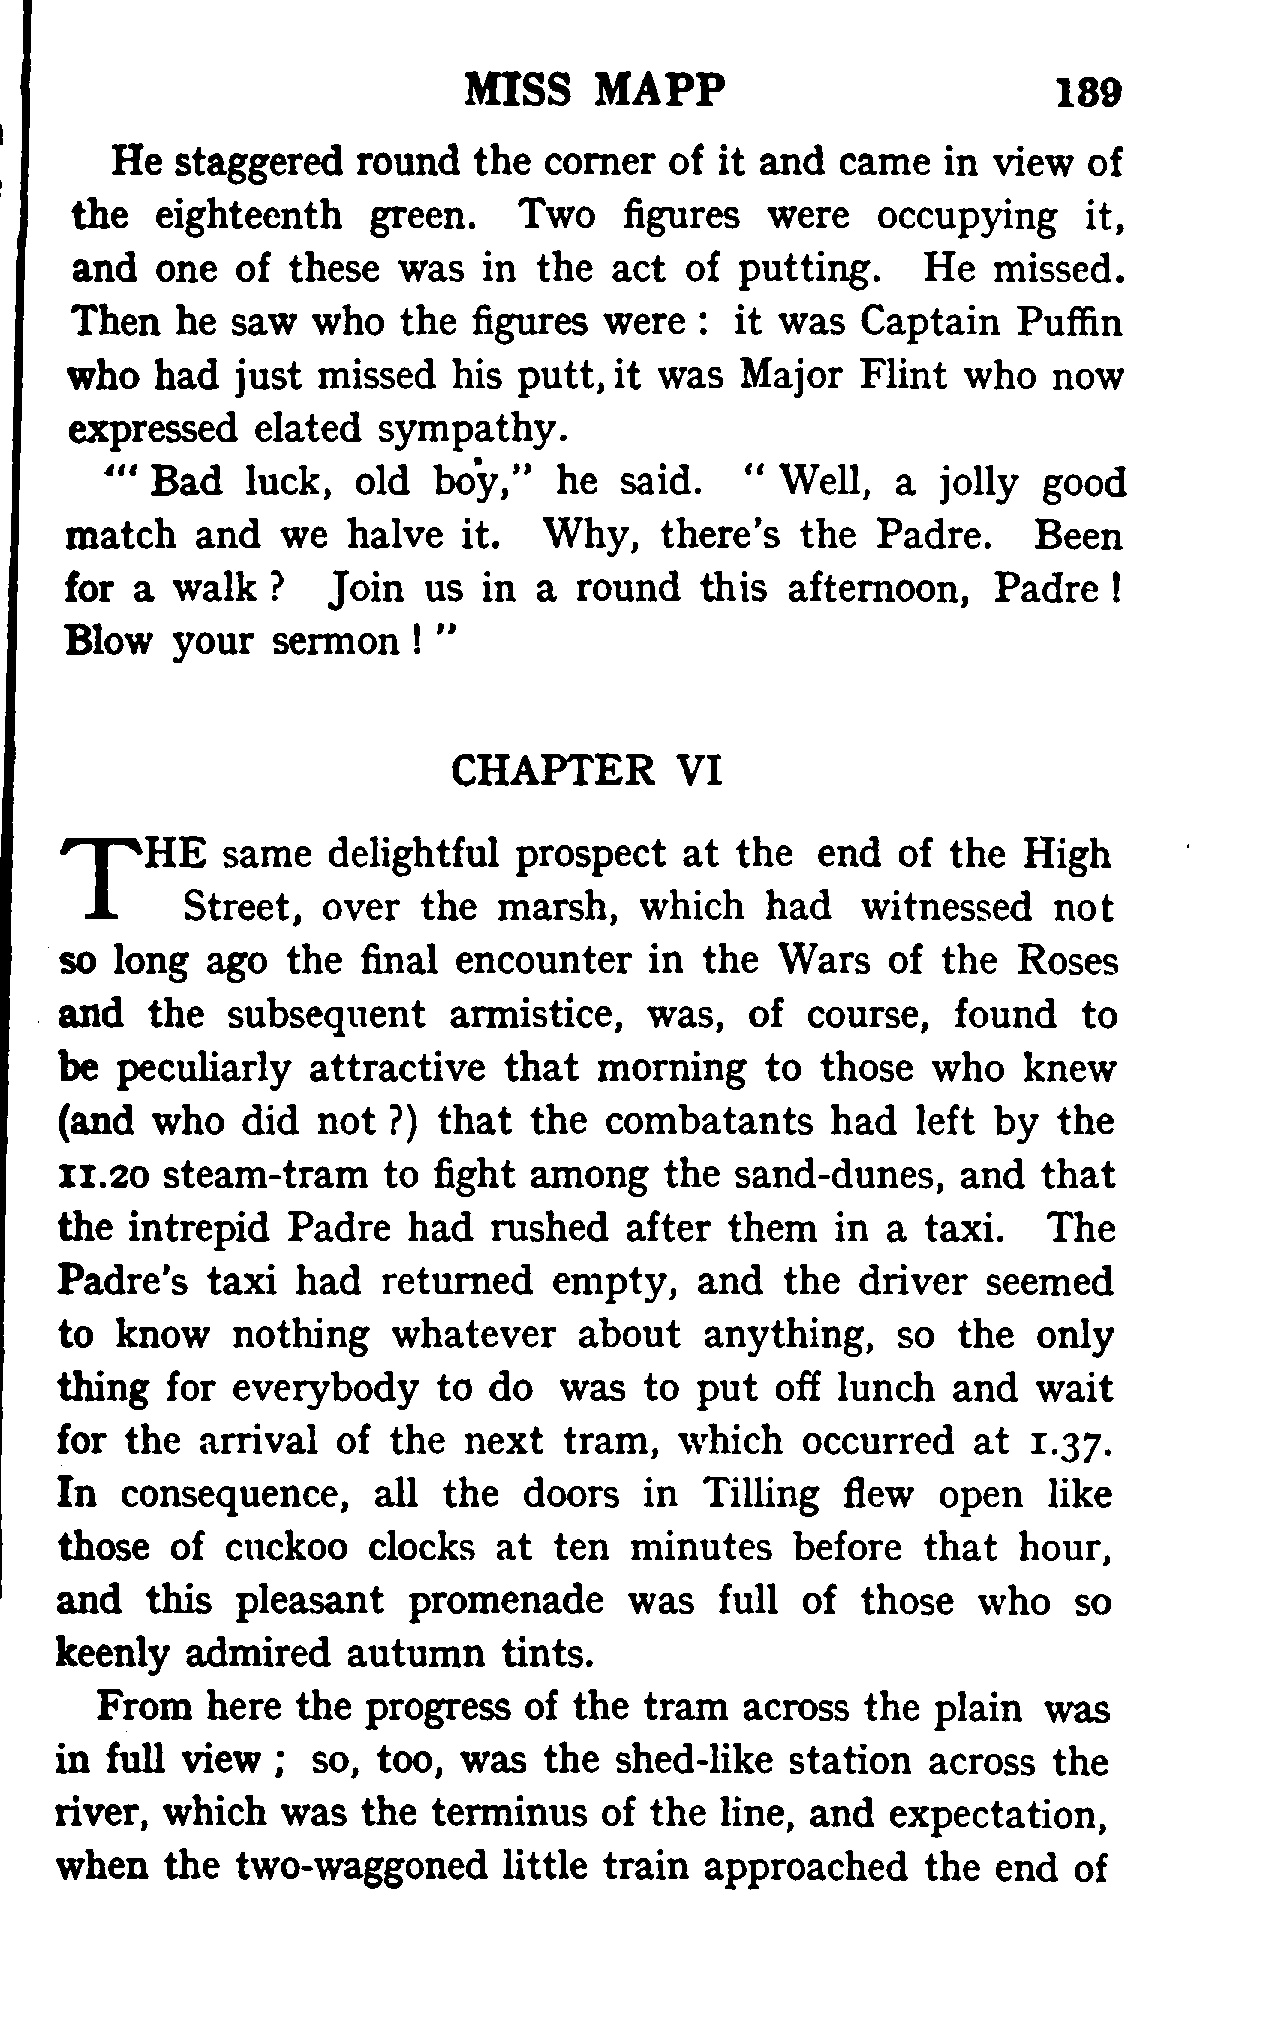 MISS MAPP 189
He staggered round the corner of it and came in view of
the eighteenth green. Two figures were occupying it,
and one of these was in the act of putting. He missed.
Then he saw who the figures were : it was Captain Puffin
who had just missed his putt, it was Major Flint who now
expressed elated sympathy.
"' Bad luck, old boy," he said. " Well, a jolly good
match and we halve it. Why, there's the Padre. Been
for a walk ? Join us in a round this afternoon, Padre !
Blow your sermon ! "
CHAPTER VI
THE same delightful prospect at the end of the High
Street, over the marsh, which had witnessed not
so long ago the final encounter in the Wars of the Roses
and the subsequent armistice, was, of course, found to
be peculiarly attractive that morning to those who knew
(and who did not ?) that the combatants had left by the
11.20 steam-tram to fight among the sand-dunes, and that
the intrepid Padre had rushed after them in a taxi. The
Padre's taxi had returned empty, and the driver seemed
to know nothing whatever about anything, so the only
thing for everybody to do was to put off lunch and wait
for the arrival of the next tram, which occurred at 1.37.
In consequence, all the doors in Tilling flew open like
those of cuckoo clocks at ten minutes before that hour,
and this pleasant promenade was full of those who so
keenly admired autumn tints.
From here the progress of the tram across the plain was
in full view ; so, too, was the shed-like station across the
river, which was the terminus of the line, and expectation,
when the two-waggoned little train approached the end of